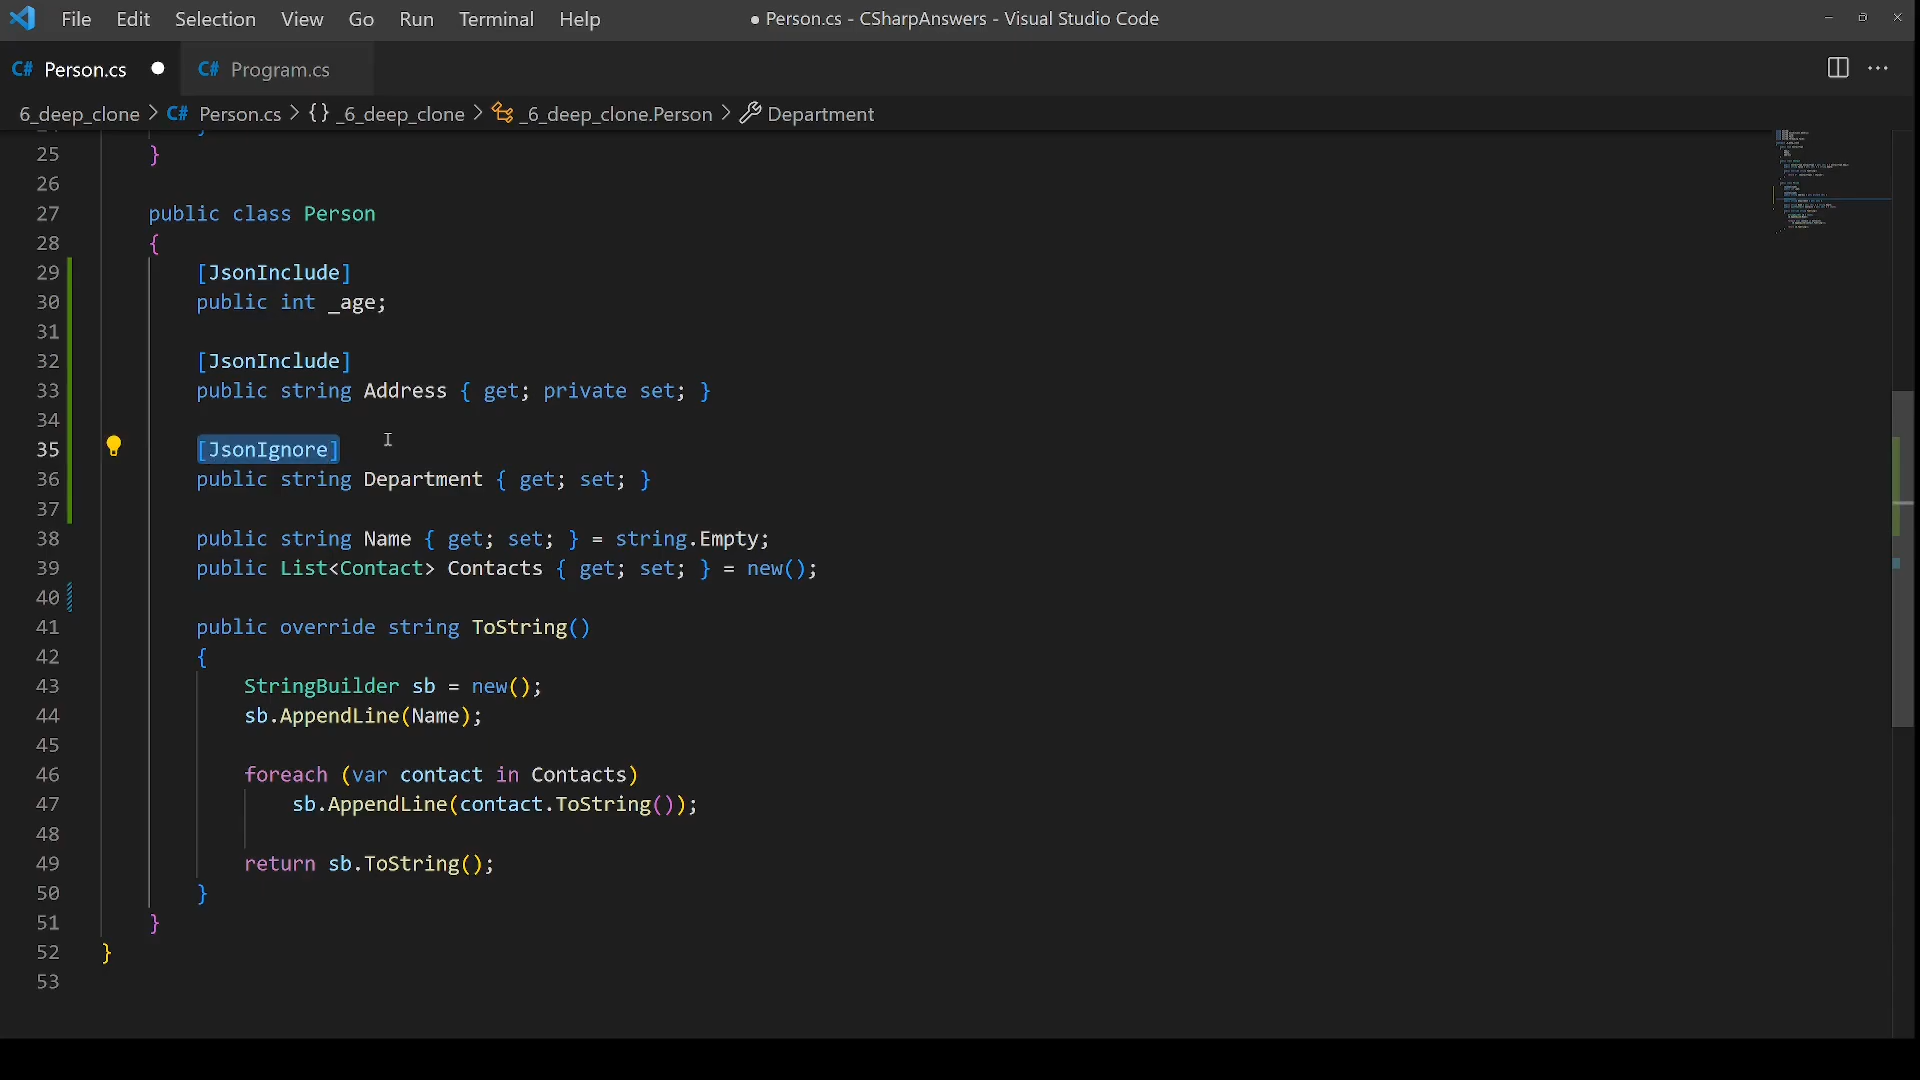 File Edit Selection View Go Run Terminal Help
● Person.cs - CSharpAnswers - Visual Studio Code
C# Person.cs ● C# Program.cs
6_deep_clone > C# Person.cs > {} _6_deep_clone > _6_deep_clone.Person > Department
25 }
26
27 public class Person
28 {
29 [JsonInclude]
30 public int _age;
31
32 [JsonInclude]
33 public string Address { get; private set; }
34
35 [JsonIgnore]
36 public string Department { get; set; }
37
38 public string Name { get; set; } = string.Empty;
39 public List<Contact> Contacts { get; set; } = new();
40
41 public override string ToString()
42 {
43 StringBuilder sb = new();
44 sb.AppendLine(Name);
45
46 foreach (var contact in Contacts)
47 sb.AppendLine(contact.ToString());
48
49 return sb.ToString();
50 }
51 }
52 }
53